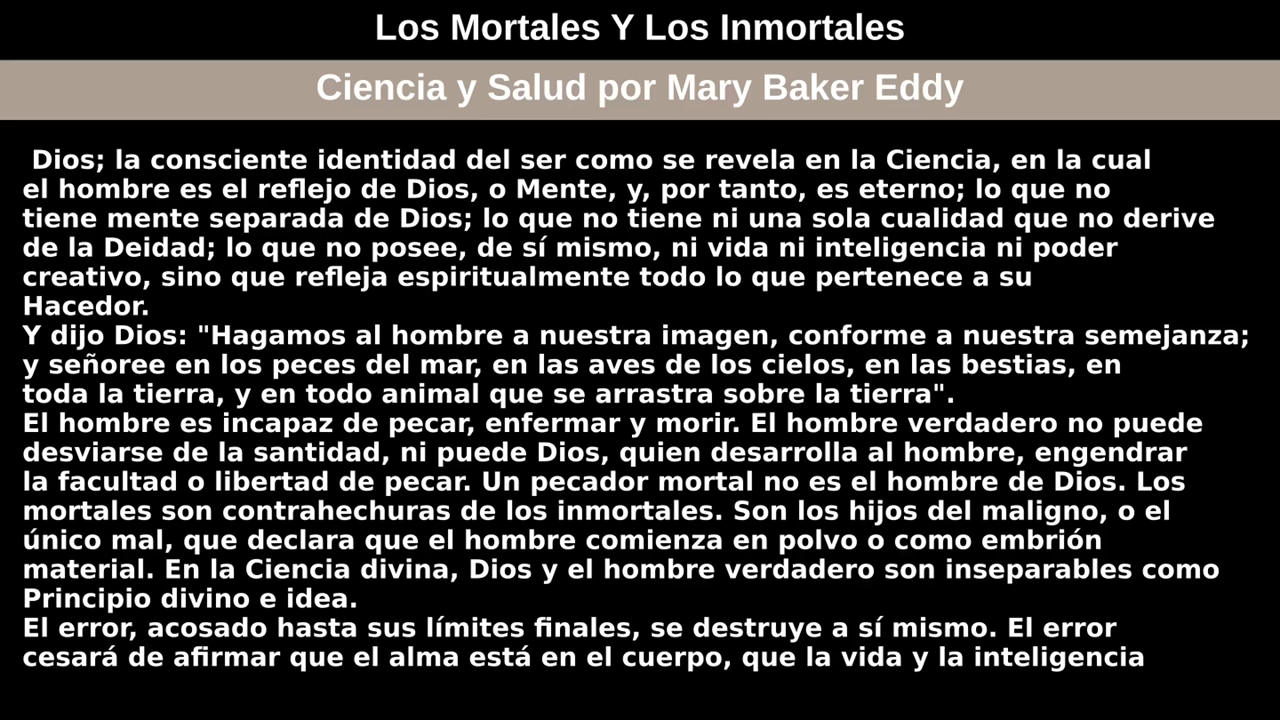 Los Mortales Y Los Inmortales
Ciencia y Salud por Mary Baker Eddy
Dios; la consciente identidad del ser como se revela en la Ciencia, en la cual
el hombre es el reflejo de Dios, o Mente, y, por tanto, es eterno; lo que no
tiene mente separada de Dios; lo que no tiene ni una sola cualidad que no derive
de la Deidad; lo que no posee, de sí mismo, ni vida ni inteligencia ni poder
creativo, sino que refleja espiritualmente todo lo que pertenece a su
Hacedor.
Y dijo Dios: "Hagamos al hombre a nuestra imagen, conforme a nuestra semejanza;
y señoree en los peces del mar, en las aves de los cielos, en las bestias, en
toda la tierra, y en todo animal que se arrastra sobre la tierra".
El hombre es incapaz de pecar, enfermar y morir. El hombre verdadero no puede
desviarse de la santidad, ni puede Dios, quien desarrolla al hombre, engendrar
la facultad o libertad de pecar. Un pecador mortal no es el hombre de Dios. Los
mortales son contrahechuras de los inmortales. Son los hijos del maligno, o el
único mal, que declara que el hombre comienza en polvo o como embrión
material. En la Ciencia divina, Dios y el hombre verdadero son inseparables como
Principio divino e idea.
El error, acosado hasta sus límites finales, se destruye a sí mismo. El error
cesará de afirmar que el alma está en el cuerpo, que la vida y la inteligencia